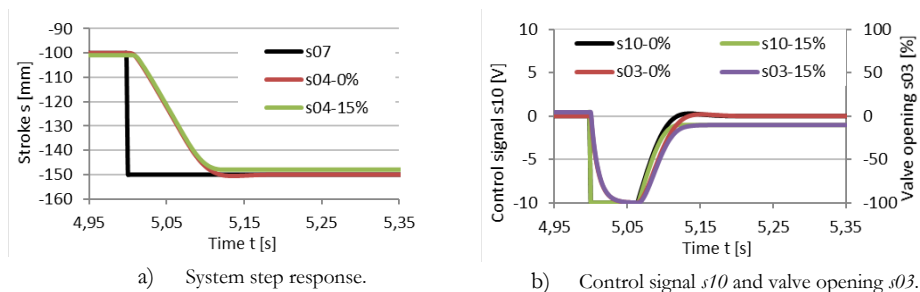 -90
-100
-110
-120
-130
-140
-150
-160
Stroke s [mm]
s07
s04-0%
s04-15%
4,95 5,05 5,15 5,25 5,35
Time t [s]
a) System step response.
10
5
0
-5
-10
Control signal s10 [V]
s10-0% s10-15%
s03-0% s03-15%
100
50
0
-50
-100
Valve opening s03 [%]
4,95 5,05 5,15 5,25 5,35
Time t [s]
b) Control signal s10 and valve opening s03.